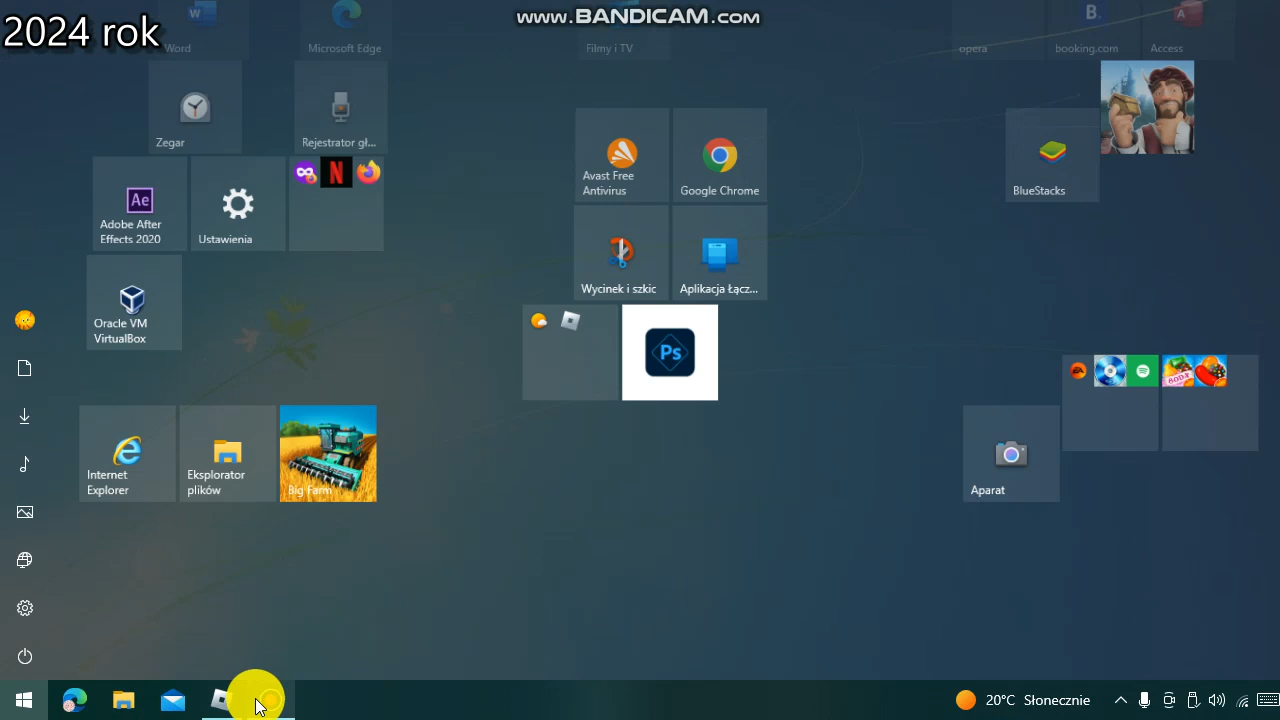 www.BANDICAM.com
2024 rok
Word
Microsoft Edge
Filmy i TV
opera
booking.com
Access
Zegar
Rejestrator gł...
Avast Free
Antivirus
Google Chrome
BlueStacks
Adobe After
Effects 2020
Ustawienia
Wycinek i szkic
Aplikacja Łącz...
Oracle VM
VirtualBox
Internet
Explorer
Eksplorator
plików
Big Farm
Aparat
20°C Słonecznie